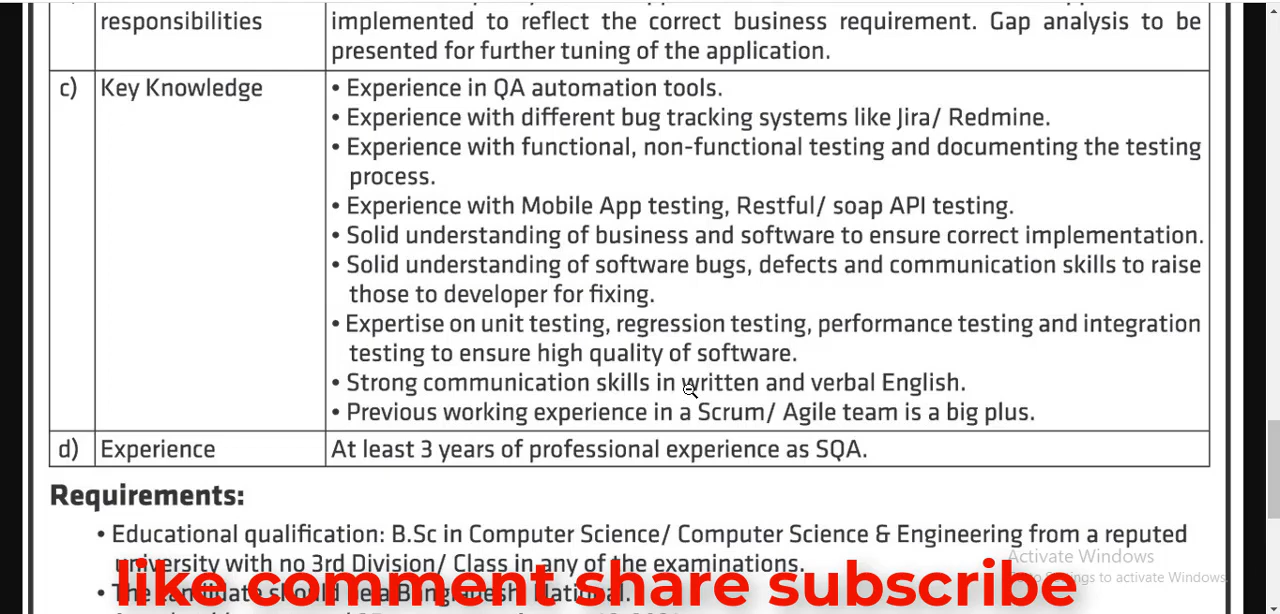 responsibilities
implemented to reflect the correct business requirement. Gap analysis to be
presented for further tuning of the application.
c) Key Knowledge
• Experience in QA automation tools.
• Experience with different bug tracking systems like Jira/ Redmine.
• Experience with functional, non-functional testing and documenting the testing
process.
• Experience with Mobile App testing, Restful/ soap API testing.
• Solid understanding of business and software to ensure correct implementation.
• Solid understanding of software bugs, defects and communication skills to raise
those to developer for fixing.
• Expertise on unit testing, regression testing, performance testing and integration
testing to ensure high quality of software.
• Strong communication skills in written and verbal English.
• Previous working experience in a Scrum/ Agile team is a big plus.
d) Experience
At least 3 years of professional experience as SQA.
Requirements:
• Educational qualification: B.Sc in Computer Science/ Computer Science & Engineering from a reputed
university with no 3rd Division/ Class in any of the examinations.
Activate Windows
to Settings to activate Windows.
like comment share subscribe